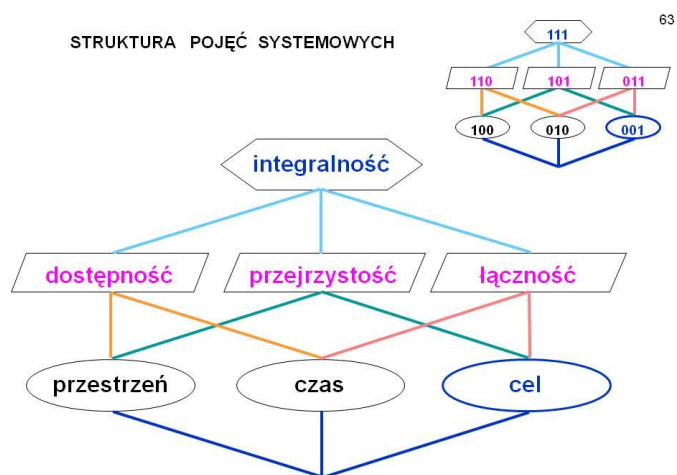 63
STRUKTURA POJĘĆ SYSTEMOWYCH
111
110 101 011
100 010 001
integralność
dostępność przejrzystość łączność
przestrzeń czas cel